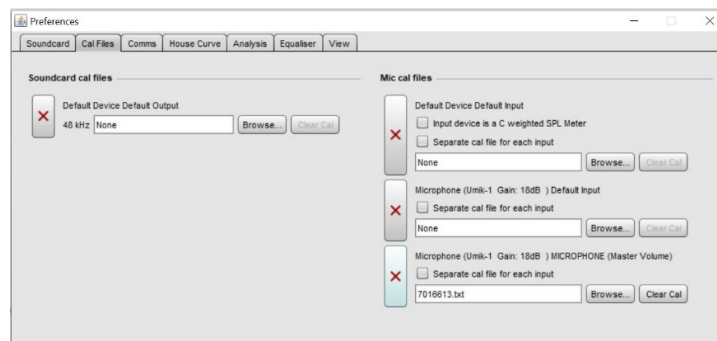 Preferences
Soundcard Cal Files Comms House Curve Analysis Equaliser View
Soundcard cal files
Default Device Default Output
48 kHz None Browse... Clear Cal
Mic cal files
Default Device Default Input
Input device is a C weighted SPL Meter
Separate cal file for each input
None Browse... Clear Cal
Microphone (Umik-1 Gain: 18dB ) Default Input
Separate cal file for each input
None Browse... Clear Cal
Microphone (Umik-1 Gain: 18dB ) MICROPHONE (Master Volume)
Separate cal file for each input
7016613.txt Browse... Clear Cal